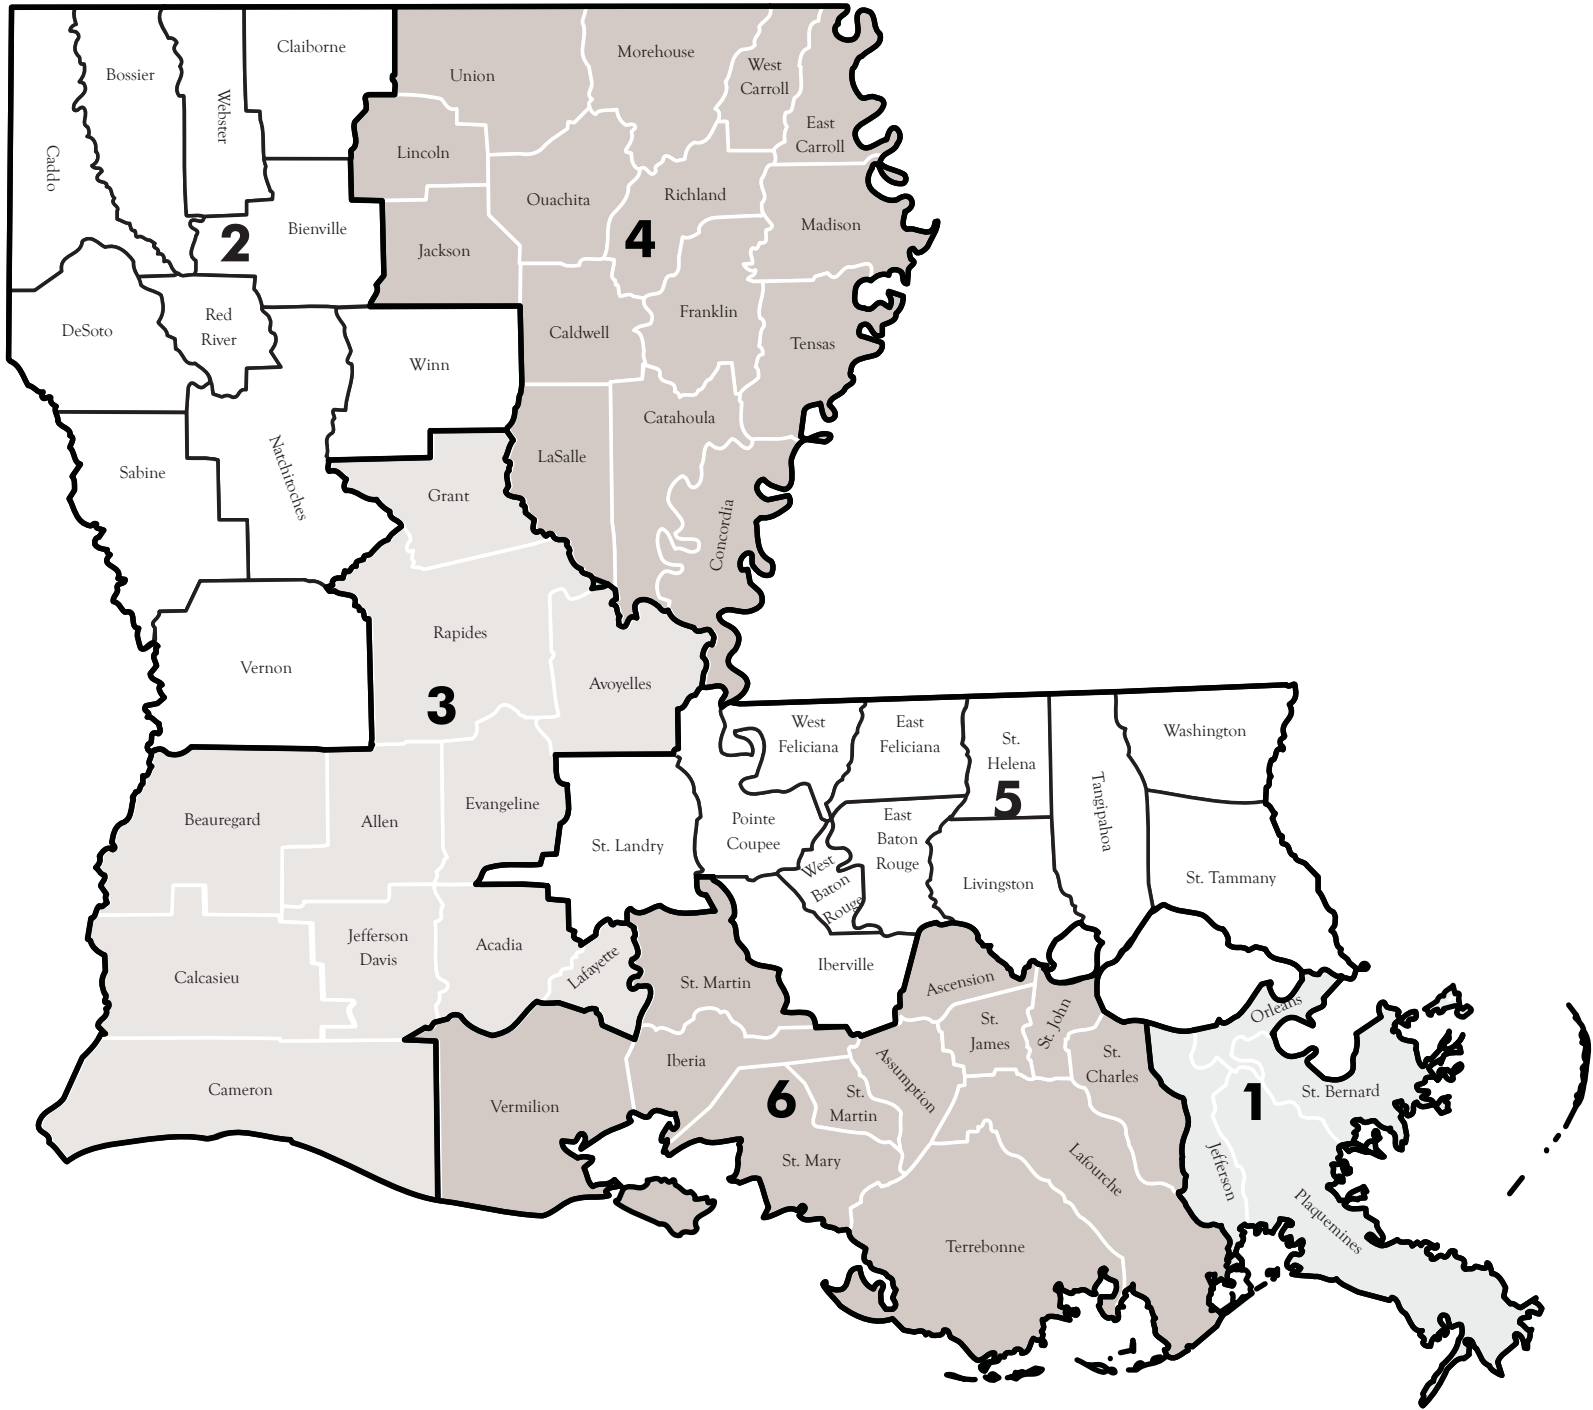 Claiborne
Bossier
Union
Morehouse
West
Carroll
Webster
East
Carroll
Caddo
Lincoln
Ouachita
Richland
Madison
Bienville
2
4
Jackson
DeSoto
Red
River
Winn
Caldwell
Franklin
Tensas
Catahoula
Sabine
Natchitoches
LaSalle
Grant
Concordia
Rapides
Vernon
Avoyelles
3
West
Feliciana
East
Feliciana
St.
Helena
5
Washington
Tangipahoa
Beauregard
Allen
Evangeline
St. Landry
Pointe
Coupee
East
Baton
Rouge
West
Baton
Rouge
Livingston
St. Tammany
Calcasieu
Jefferson
Davis
Acadia
Lafayette
St. Martin
Iberville
Ascension
Orleans
St.
James
St. John
St.
Charles
Cameron
Vermilion
Iberia
6
St.
Martin
Assumption
1
St. Bernard
St. Mary
Lafourche
Jefferson
Plaquemines
Terrebonne